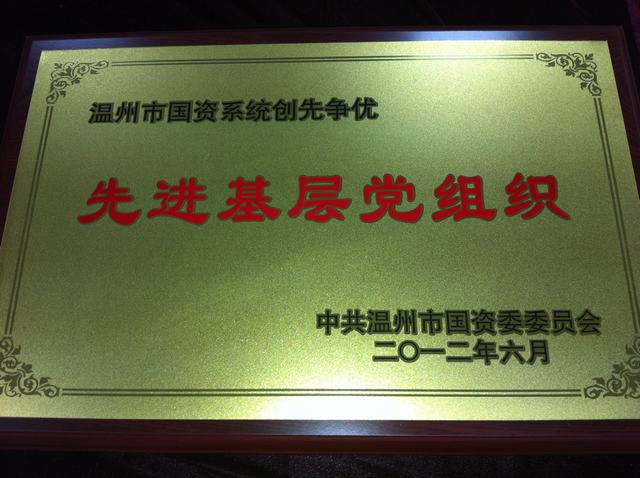 温州市国资系统创先争优
先进基层党组织
中共温州市国资委委员会
二〇一二年六月